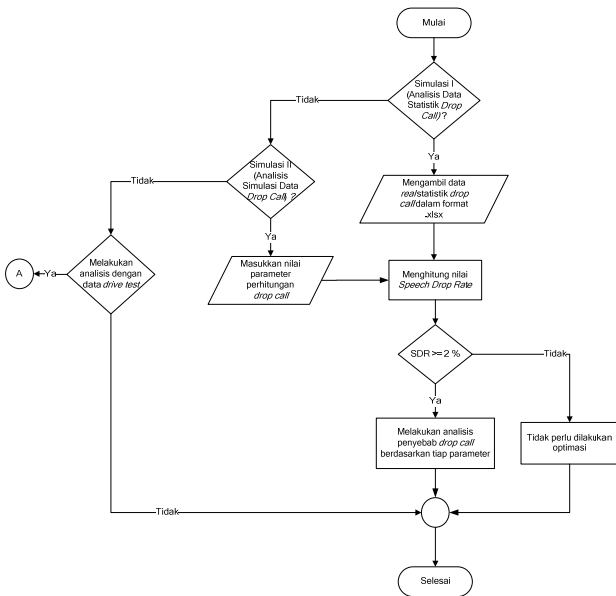 Mulai
Simulasi I
(Analisis Data
Statistik Drop
Call)?
Tidak
Ya
Simulasi II
(Analisis
Simulasi Data
Drop Call) ?
Tidak
Ya
Mengambil data
real statistik drop
call dalam format
.xlsx
Melakukan
analisis dengan
data drive test
Ya
A
Masukkan nilai
parameter
perhitungan
drop call
Menghitung nilai
Speech Drop Rate
SDR >= 2 %
Tidak
Ya
Melakukan analisis
penyebab drop call
berdasarkan tiap parameter
Tidak perlu dilakukan
optimasi
Tidak
Selesai